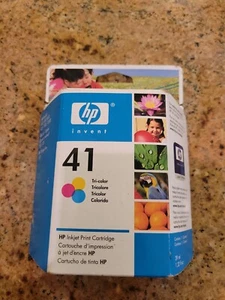 hp
invent
41
Tri-color
Tricolore
Tricolor
Colorido
HP Inkjet Print Cartridge
Cartouche d'impression
à jet d'encre HP
Cartucho de tinta HP